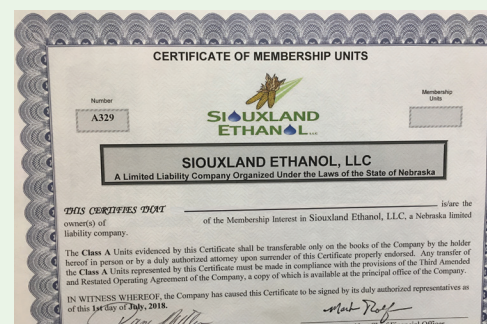 CERTIFICATE OF MEMBERSHIP UNITS
Number
A329
Membership
Units
SIOUXLAND
ETHANOL LLC
SIOUXLAND ETHANOL, LLC
A Limited Liability Company Organized Under the Laws of the State of Nebraska
THIS CERTIFIES THAT is/are the
owner(s) of of the Membership Interest in Siouxland Ethanol, LLC, a Nebraska limited
liability company.
The Class A Units evidenced by this Certificate shall be transferable only on the books of the Company by the holder
hereof in person or by a duly authorized attorney upon surrender of this Certificate properly endorsed. Any transfer of
the Class A Units represented by this Certificate must be made in compliance with the provisions of the Third Amended
and Restated Operating Agreement of the Company, a copy of which is available at the principal office of the Company.
IN WITNESS WHEREOF, the Company has caused this Certificate to be signed by its duly authorized representatives as
of this 1st day of July, 2018.
Financial Officer